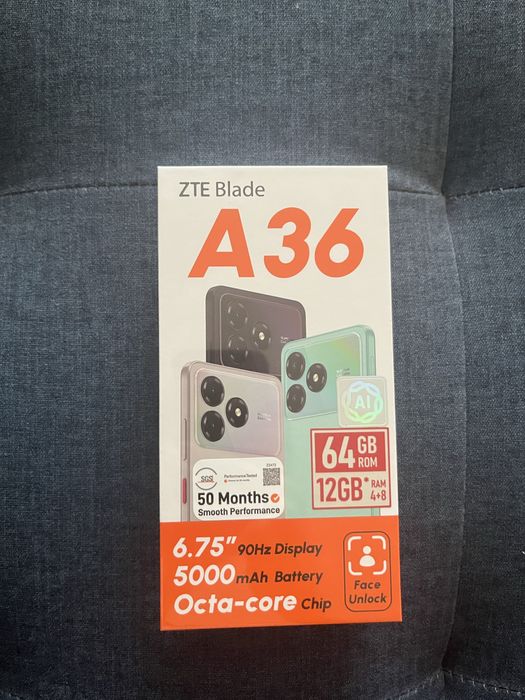 ZTE Blade
A36
AI
64 GB ROM
12GB* RAM 4+8
SGS
Performance Tested
50 Months
Smooth Performance
6.75" 90Hz Display
5000mAh Battery
Octa-core Chip
Face
Unlock